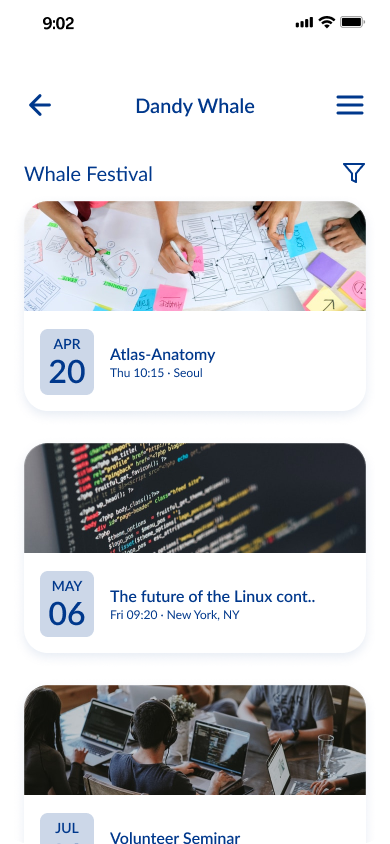 9:02
Dandy Whale
Whale Festival
APR
20
Atlas-Anatomy
Thu 10:15 · Seoul
MAY
06
The future of the Linux cont..
Fri 09:20 · New York, NY
JUL
Volunteer Seminar